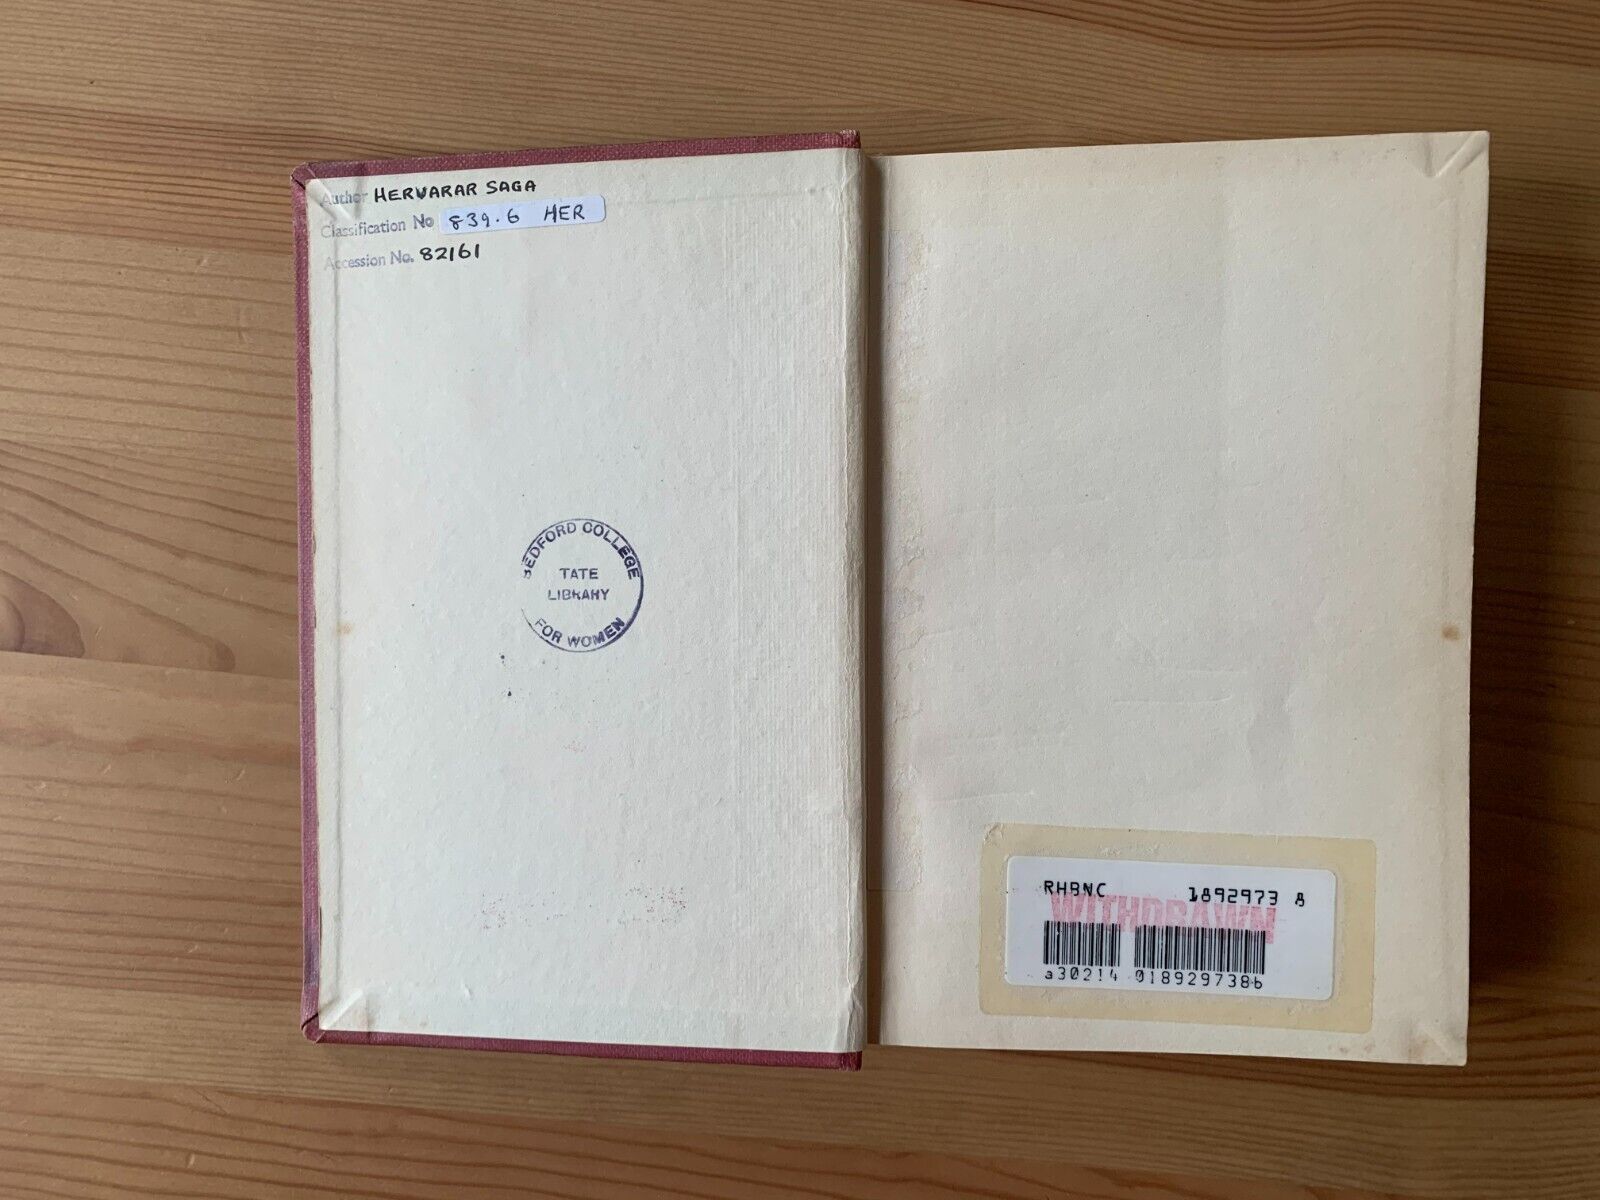 Author HERVARAR SAGA
Classification No 839.6 HER
Accession No. 82161
BEDFORD COLLEGE
TATE
LIBRARY
FOR WOMEN
RHBNC 1892973 8
WITHDRAWN
a30214 018929738b